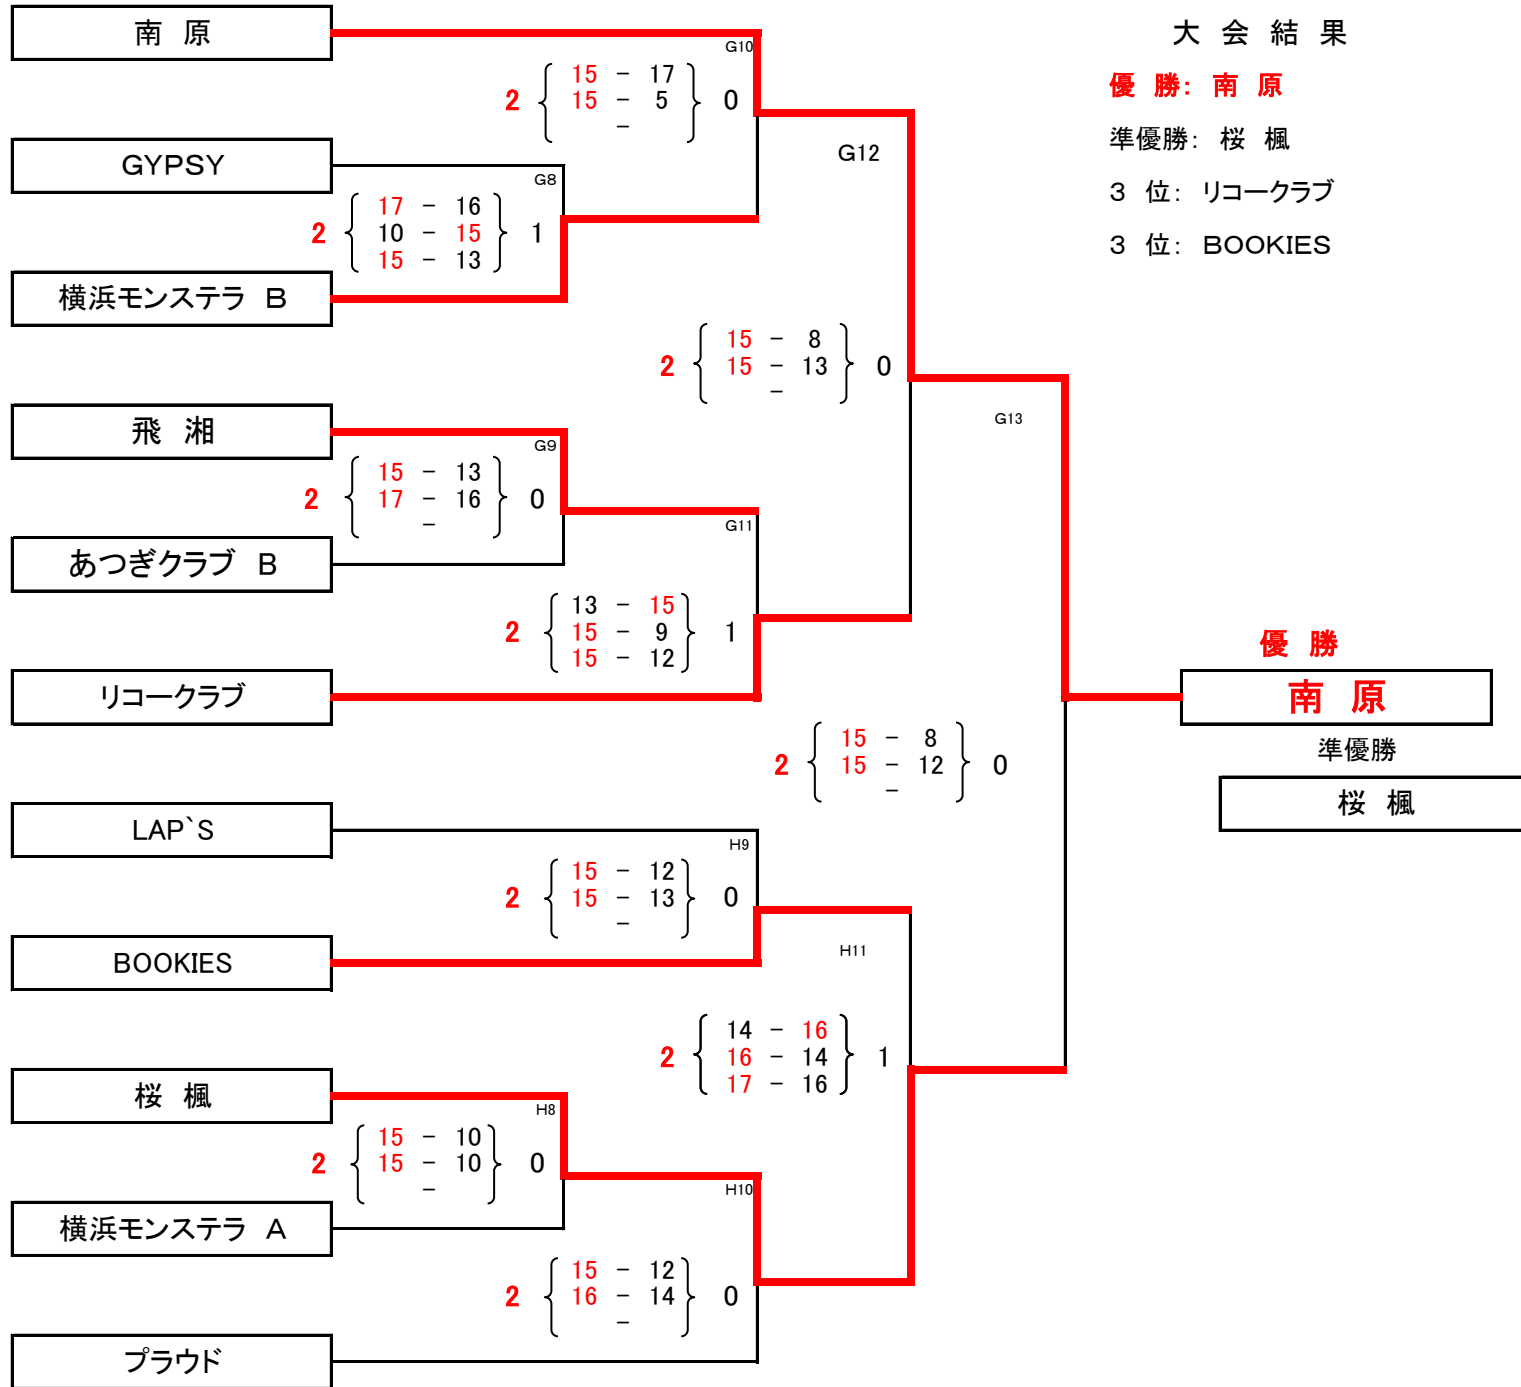 南 原
GYPSY
横浜モンステラ B
飛 湘
あつぎクラブ B
リコークラブ
LAP`S
BOOKIES
桜 楓
横浜モンステラ A
プラウド
G10
2 15 - 17 0
15 - 5
-
G8
2 17 - 16 1
10 - 15
15 - 13
G9
2 15 - 13 0
17 - 16
-
G11
2 13 - 15 1
15 - 9
15 - 12
G12
2 15 - 8 0
15 - 13
-
G13
2 15 - 8 0
15 - 12
-
H9
2 15 - 12 0
15 - 13
-
H11
2 14 - 16 1
16 - 14
17 - 16
H8
2 15 - 10 0
15 - 10
-
H10
2 15 - 12 0
16 - 14
-
大 会 結 果
優 勝: 南 原
準優勝: 桜 楓
3 位: リコークラブ
3 位: BOOKIES
優 勝
南 原
準優勝
桜 楓